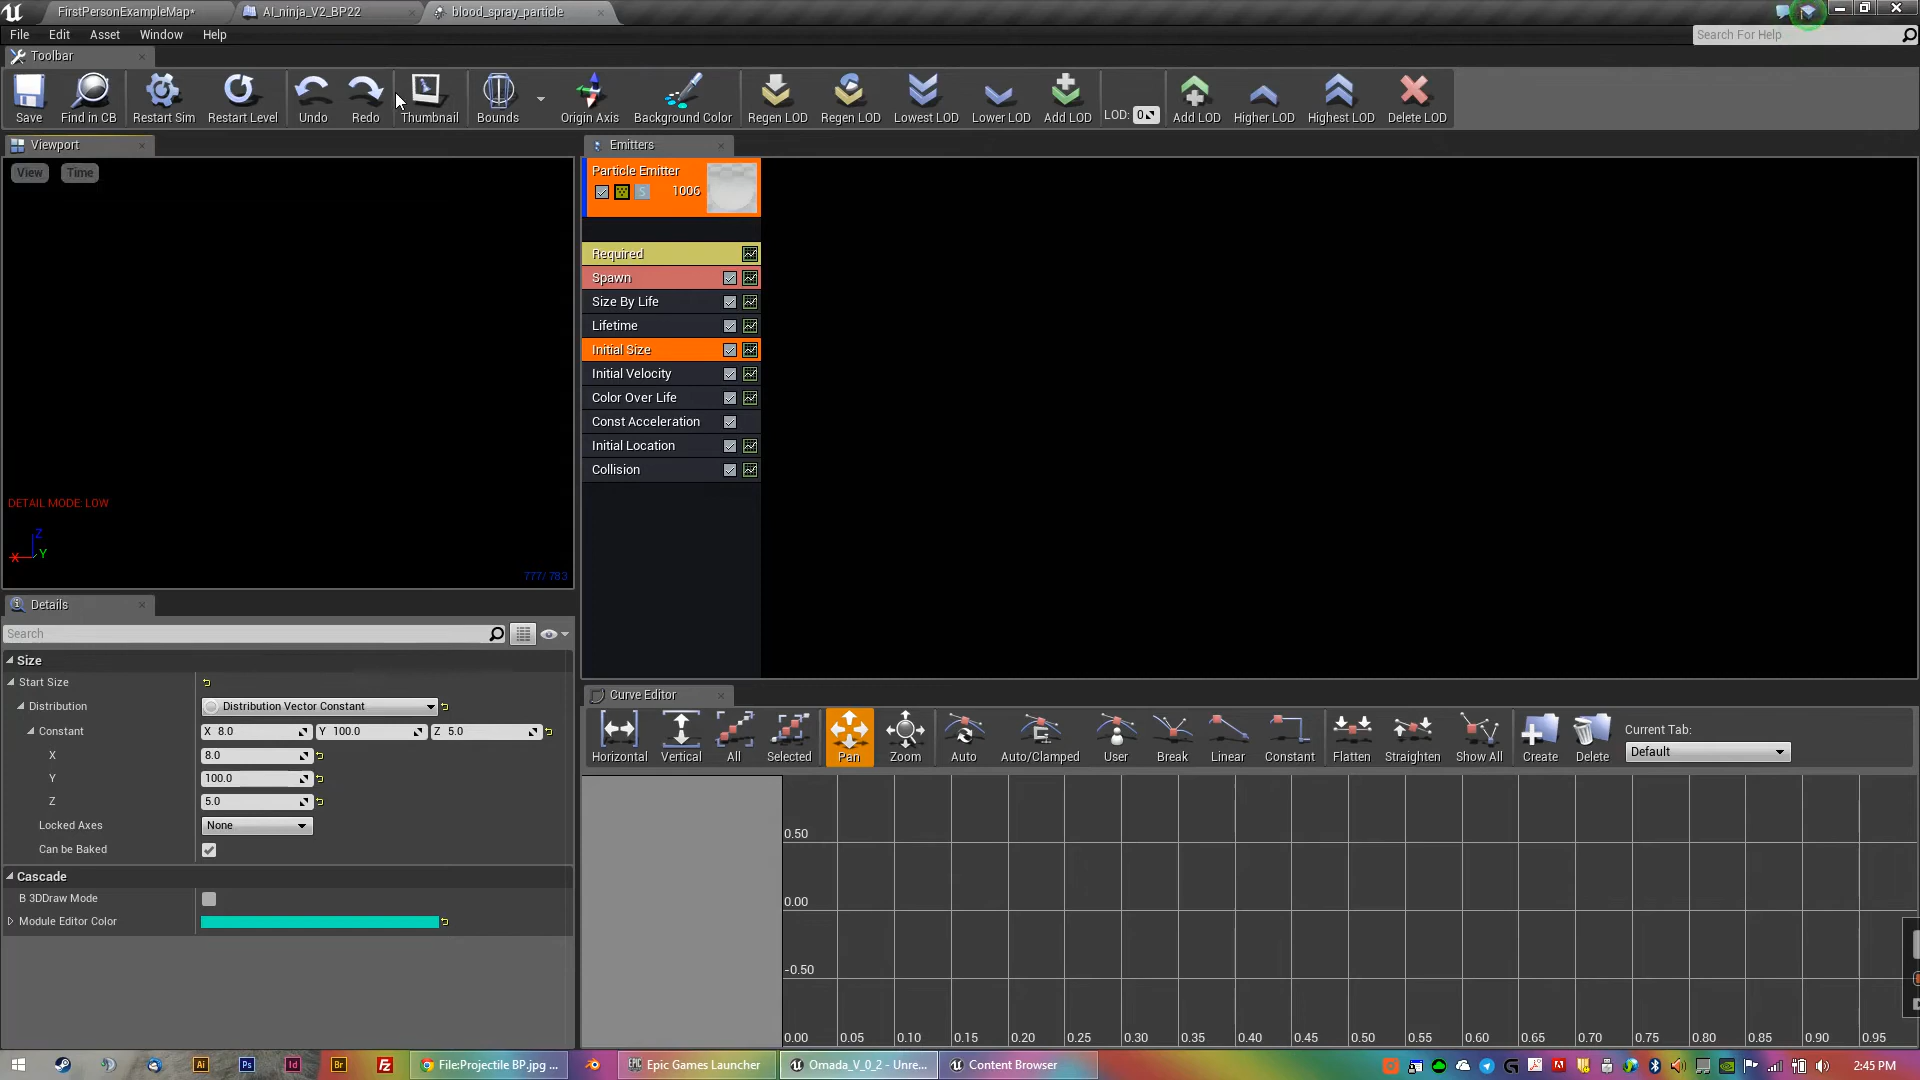 FirstPersonExampleMap*
AI_ninja_V2_BP22
blood_spray_particle
File Edit Asset Window Help
Search For Help
Toolbar
Save
Find in CB
Restart Sim
Restart Level
Undo
Redo
Thumbnail
Bounds
Origin Axis
Background Color
Regen LOD
Regen LOD
Lowest LOD
Lower LOD
Add LOD
LOD: 0
Add LOD
Higher LOD
Highest LOD
Delete LOD
Viewport
View Time
DETAIL MODE: LOW
Z
X Y
777/ 783
Emitters
Particle Emitter
S 1006
Required
Spawn
Size By Life
Lifetime
Initial Size
Initial Velocity
Color Over Life
Const Acceleration
Initial Location
Collision
Details
Search
Size
Start Size
Distribution Distribution Vector Constant
Constant X 8.0 Y 100.0 Z 5.0
X 8.0
Y 100.0
Z 5.0
Locked Axes None
Can be Baked
Cascade
B 3DDraw Mode
Module Editor Color
Curve Editor
Horizontal
Vertical
All
Selected
Pan
Zoom
Auto
Auto/Clamped
User
Break
Linear
Constant
Flatten
Straighten
Show All
Create
Delete
Current Tab:
Default
0.50
0.00
-0.50
0.00 0.05 0.10 0.15 0.20 0.25 0.30 0.35 0.40 0.45 0.50 0.55 0.60 0.65 0.70 0.75 0.80 0.85 0.90 0.95
Ai Ps Id Br Fz
File:Projectile BP.jpg ...
Epic Games Launcher
Omada_V_0_2 - Unre...
Content Browser
2:45 PM